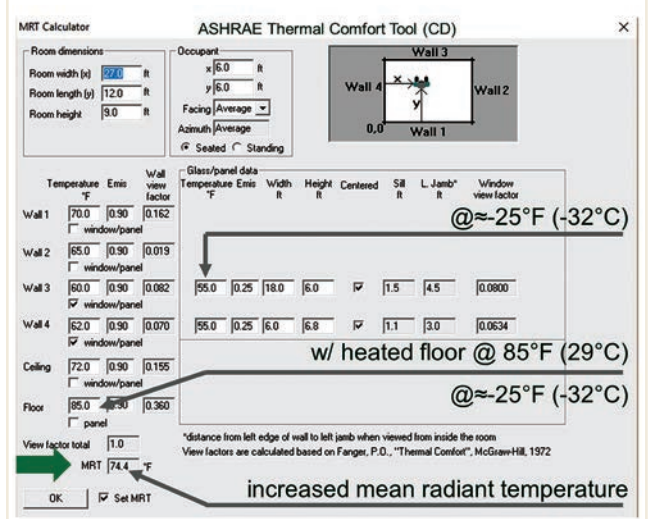 MRT Calculator
ASHRAE Thermal Comfort Tool (CD)
Room dimensions
Room width (x) 27.0 ft
Room length (y) 12.0 ft
Room height 9.0 ft
Occupant
x 6.0 ft
y 6.0 ft
Facing Average
Azimuth Average
Seated Standing
Wall 3
Wall 4 x Wall 2
y
0,0 Wall 1
Temperature °F Emis Wall view factor
Wall 1 70.0 0.90 0.162
window/panel
Wall 2 65.0 0.90 0.019
window/panel
Wall 3 60.0 0.90 0.082
window/panel
Wall 4 62.0 0.90 0.070
window/panel
Ceiling 72.0 0.90 0.155
window/panel
Floor 85.0 0.90 0.360
panel
View factor total 1.0
MRT 74.4 °F
OK Set MRT
Glass/panel data
Temperature °F Emis Width ft Height ft Centered Sill ft L. Jamb* ft Window view factor
@≈-25°F (-32°C)
55.0 0.25 18.0 6.0 1.5 4.5 0.0800
55.0 0.25 6.0 6.8 1.1 3.0 0.0634
w/ heated floor @ 85°F (29°C)
@≈-25°F (-32°C)
*distance from left edge of wall to left jamb when viewed from inside the room
View factors are calculated based on Fanger, P.O., "Thermal Comfort", McGraw-Hill, 1972
increased mean radiant temperature